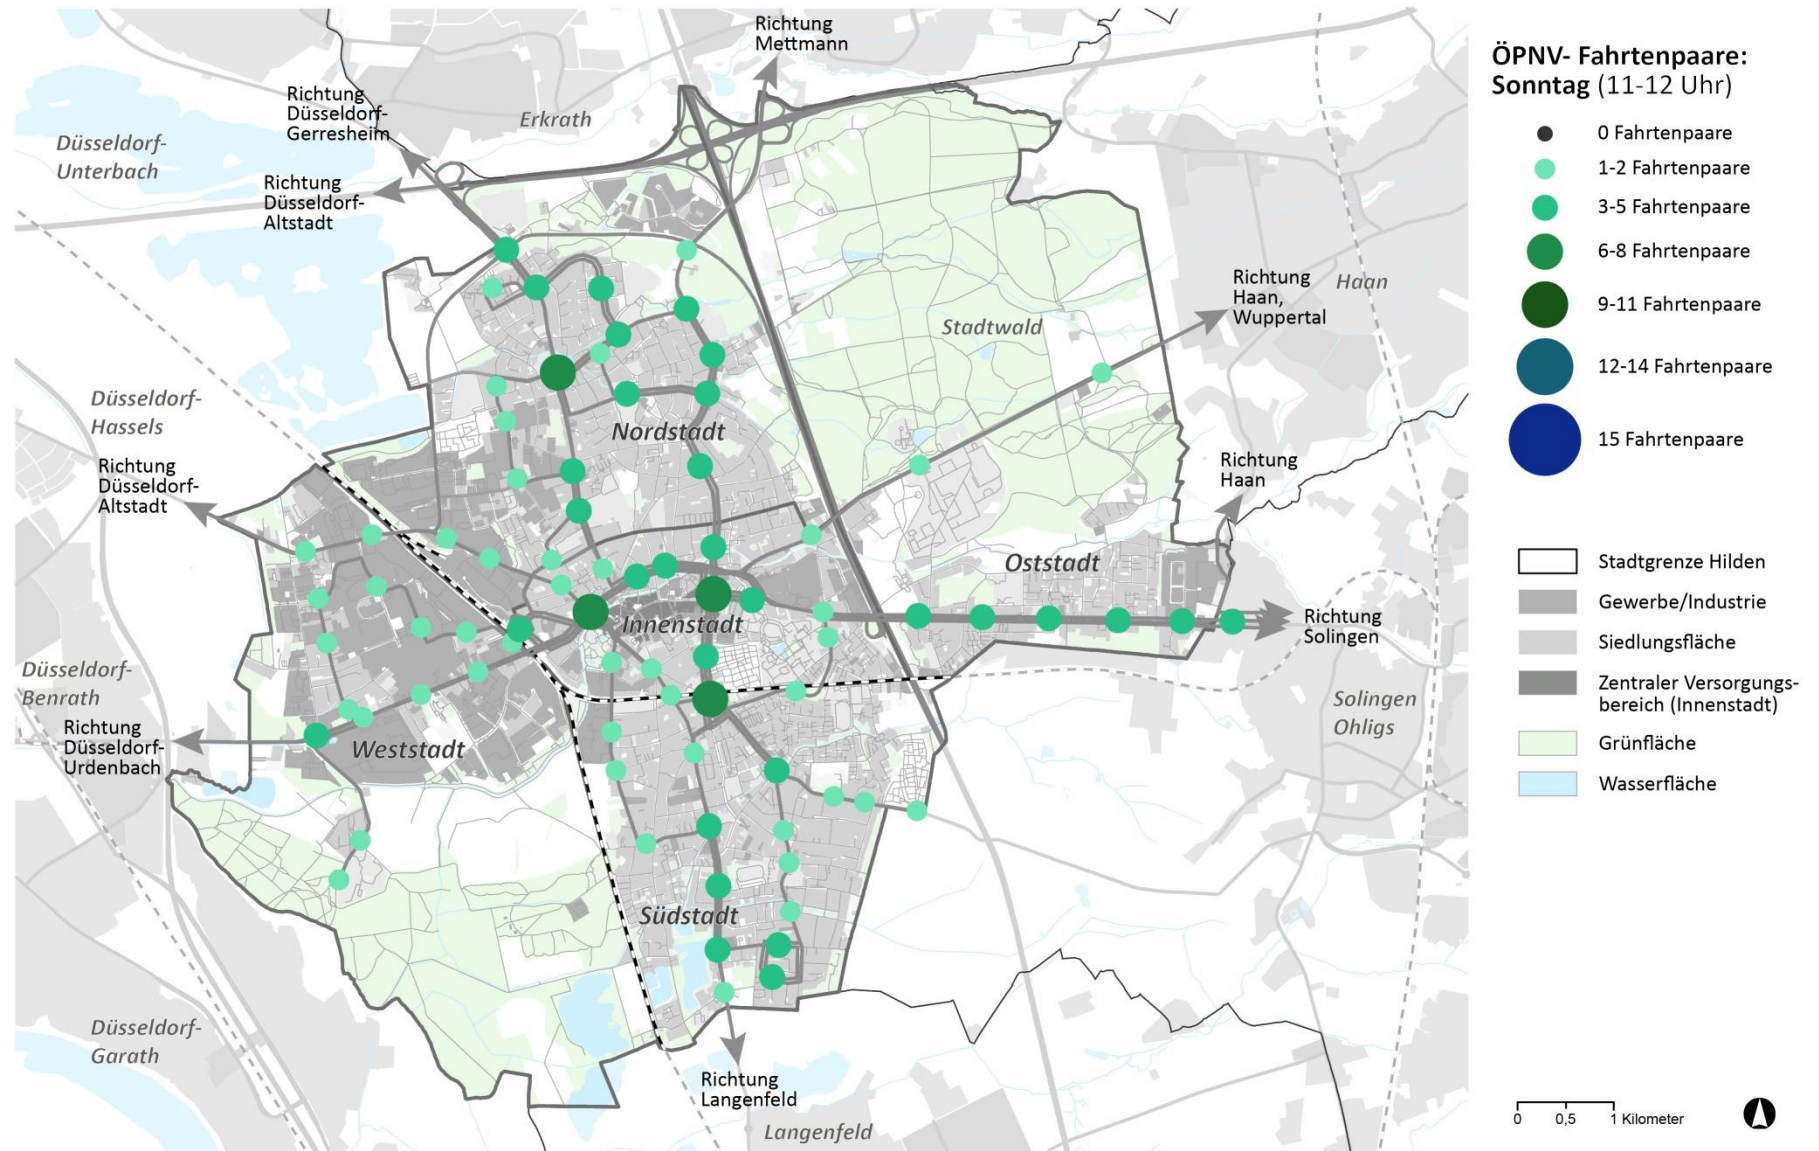 Richtung
Mettmann
Richtung
Düsseldorf-
Gerresheim
Erkrath
Düsseldorf-
Unterbach
Richtung
Düsseldorf-
Altstadt
Richtung
Haan,
Wuppertal
Haan
Stadtwald
Düsseldorf-
Hassels
Nordstadt
Richtung
Düsseldorf-
Altstadt
Richtung
Haan
Oststadt
Innenstadt
Richtung
Solingen
Düsseldorf-
Benrath
Solingen
Ohligs
Richtung
Düsseldorf-
Urdenbach
Weststadt
Südstadt
Düsseldorf-
Garath
Richtung
Langenfeld
Langenfeld
ÖPNV- Fahrtenpaare:
Sonntag (11-12 Uhr)
0 Fahrtenpaare
1-2 Fahrtenpaare
3-5 Fahrtenpaare
6-8 Fahrtenpaare
9-11 Fahrtenpaare
12-14 Fahrtenpaare
15 Fahrtenpaare
Stadtgrenze Hilden
Gewerbe/Industrie
Siedlungsfläche
Zentraler Versorgungs-
bereich (Innenstadt)
Grünfläche
Wasserfläche
0 0,5 1 Kilometer